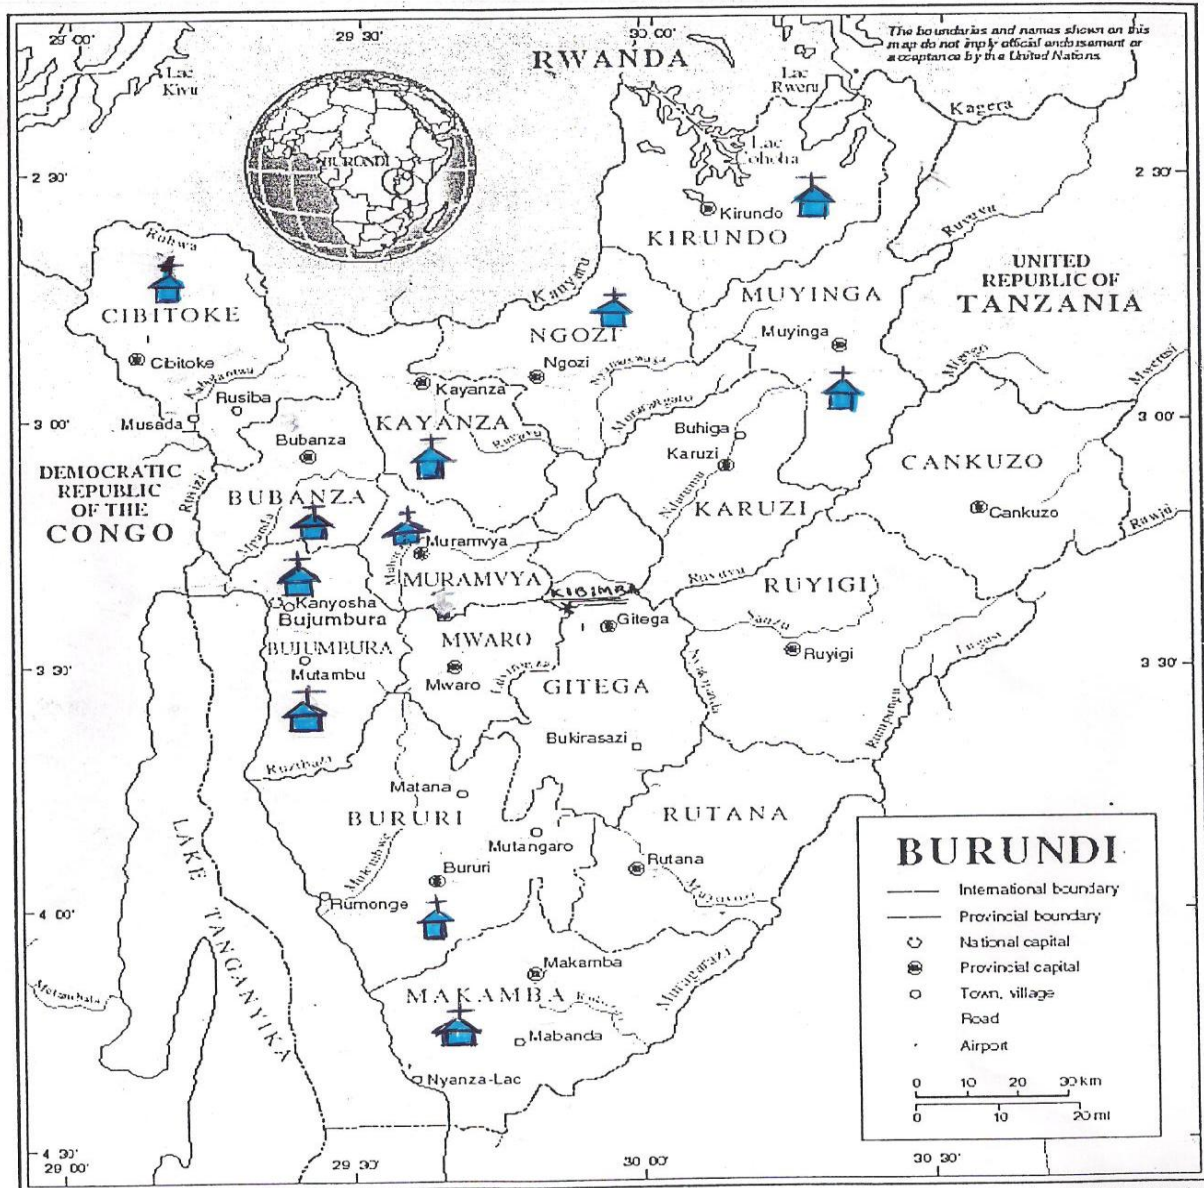 29 00'
29 30'
30 00'
The boundaries and names shown on this
map do not imply official endorsement or
acceptance by the United Nations.
RWANDA
Lac
Kivu
Lac
Rweru
Kagera
Lac
Cohoha
BURUNDI
2 30'
2 30'
Kirundo
KIRUNDO
Ruvuvu
Ruhwa
Kanyaru
UNITED
REPUBLIC OF
TANZANIA
CIBITOKE
MUYINGA
NGOZI
Muyinga
Cibitoke
Ngozi
Kayanza
Rusiba
Musada
3 00'
KAYANZA
Ruvuvu
3 00'
Buhiga
Bubanza
Karuzi
CANKUZO
DEMOCRATIC
REPUBLIC
OF THE
CONGO
Rusizi
BUBANZA
Mpanda
KARUZI
Cankuzo
Muramvya
MURAMVYA
KIBIMBA
Ruvuvu
RUYIGI
Kanyosha
Bujumbura
Gitega
BUJUMBURA
MWARO
Ruyigi
3 30'
Mutambu
Mwaro
GITEGA
3 30'
Bukirasazi
Matana
BURURI
RUTANA
Mutangaro
LAKE TANGANYIKA
Bururi
Rutana
Rumonge
4 00'
4 00'
Makamba
MAKAMBA
Mabanda
Nyanza-Lac
BURUNDI
International boundary
Provincial boundary
National capital
Provincial capital
Town, village
Road
Airport
0 10 20 30 km
0 10 20 mi
4 30'
29 00'
29 30'
30 00'
30 30'